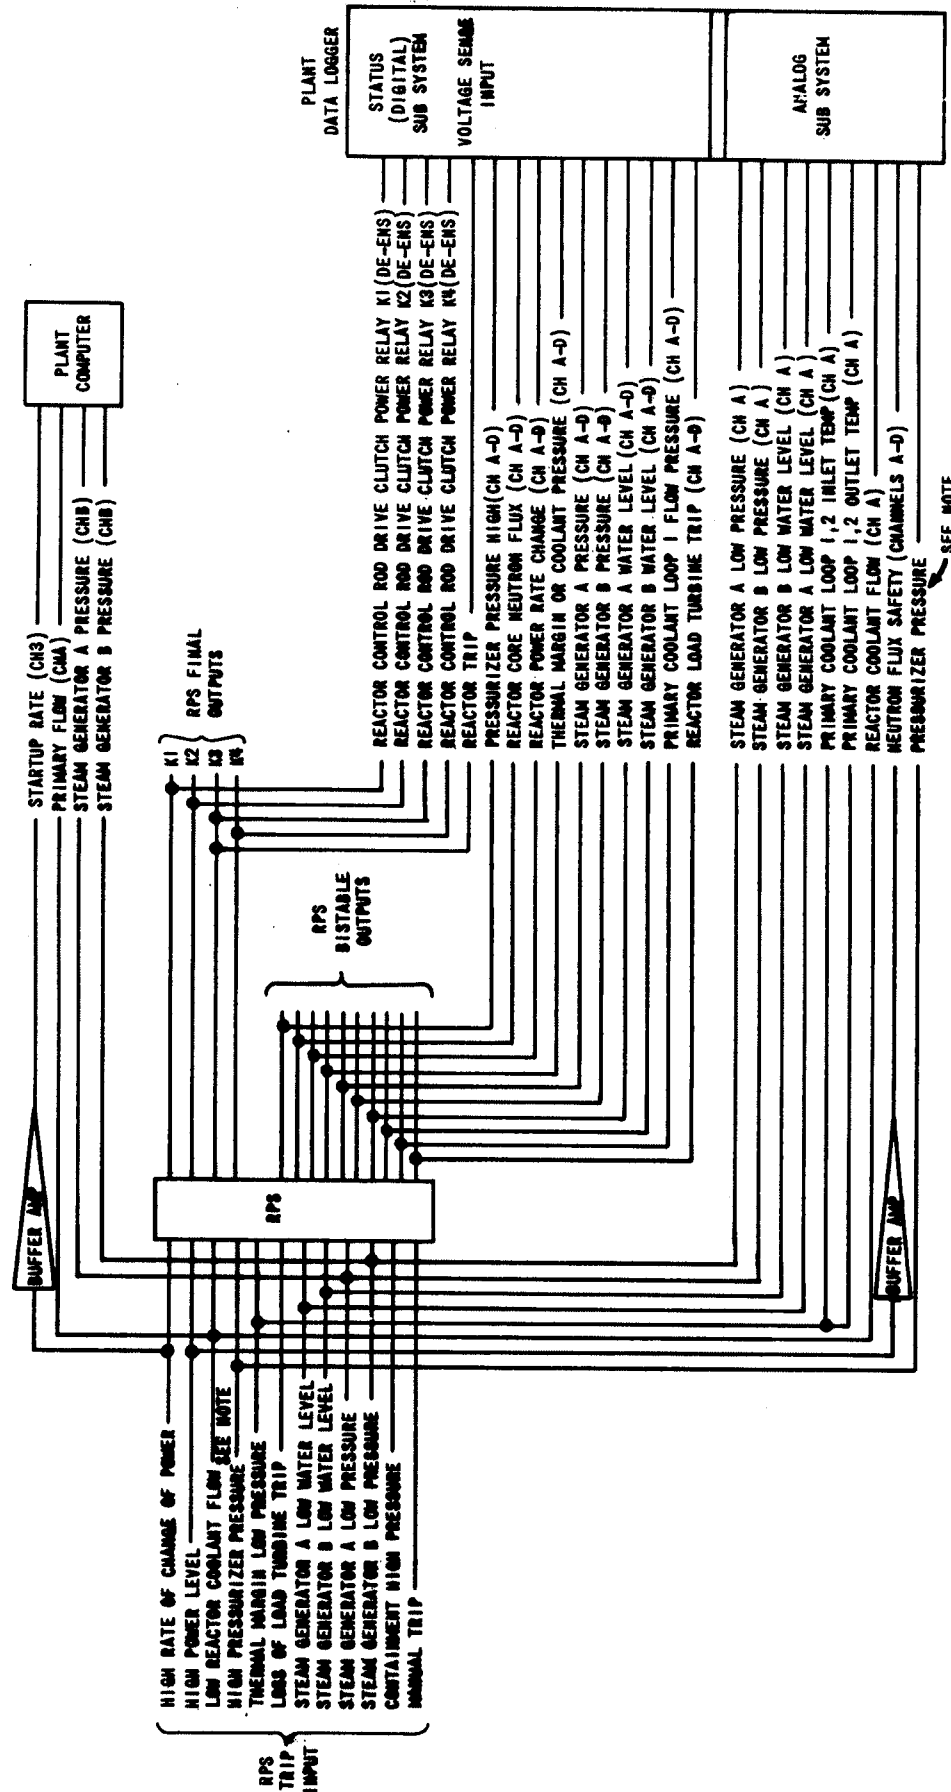 PLANT
COMPUTER
STARTUP RATE (CH3)
PRIMARY FLOW (CHA)
STEAM GENERATOR A PRESSURE (CHB)
STEAM GENERATOR B PRESSURE (CHB)
BUFFER AMP
K1
K2
K3
K4
RPS FINAL
OUTPUTS
RPS
BISTABLE
OUTPUTS
RPS
RPS
TRIP
INPUT
HIGH RATE OF CHANGE OF POWER
HIGH POWER LEVEL
LOW REACTOR COOLANT FLOW
SEE NOTE
HIGH PRESSURIZER PRESSURE
THERMAL MARGIN LOW PRESSURE
LOSS OF LOAD TURBINE TRIP
STEAM GENERATOR A LOW WATER LEVEL
STEAM GENERATOR B LOW WATER LEVEL
STEAM GENERATOR A LOW PRESSURE
STEAM GENERATOR B LOW PRESSURE
CONTAINMENT HIGH PRESSURE
MANUAL TRIP
PLANT
DATA LOGGER
STATUS
(DIGITAL)
SUB SYSTEM
VOLTAGE SENSE
INPUT
ANALOG
SUB SYSTEM
REACTOR CONTROL ROD DRIVE CLUTCH POWER RELAY K1(DE-ENS)
REACTOR CONTROL ROD DRIVE CLUTCH POWER RELAY K2(DE-ENS)
REACTOR CONTROL ROD DRIVE CLUTCH POWER RELAY K3(DE-ENS)
REACTOR CONTROL ROD DRIVE CLUTCH POWER RELAY K4(DE-ENS)
REACTOR TRIP
PRESSURIZER PRESSURE HIGH(CH A-D)
REACTOR CORE NEUTRON FLUX (CH A-D)
REACTOR POWER RATE CHANGE (CH A-D)
THERMAL MARGIN OR COOLANT PRESSURE (CH A-D)
STEAM GENERATOR A PRESSURE (CH A-D)
STEAM GENERATOR B PRESSURE (CH A-D)
STEAM GENERATOR A WATER LEVEL (CH A-D)
STEAM GENERATOR B WATER LEVEL (CH A-D)
PRIMARY COOLANT LOOP 1 FLOW PRESSURE (CH A-D)
REACTOR LOAD TURBINE TRIP (CH A-D)
STEAM GENERATOR A LOW PRESSURE (CH A)
STEAM GENERATOR B LOW PRESSURE (CH A)
STEAM GENERATOR B LOW WATER LEVEL (CH A)
STEAM GENERATOR A LOW WATER LEVEL (CH A)
PRIMARY COOLANT LOOP 1,2 INLET TEMP (CH A)
PRIMARY COOLANT LOOP 1,2 OUTLET TEMP (CH A)
REACTOR COOLANT FLOW (CH A)
NEUTRON FLUX SAFETY (CHANNELS A-D)
PRESSURIZER PRESSURE
SEE NOTE
BUFFER AMP